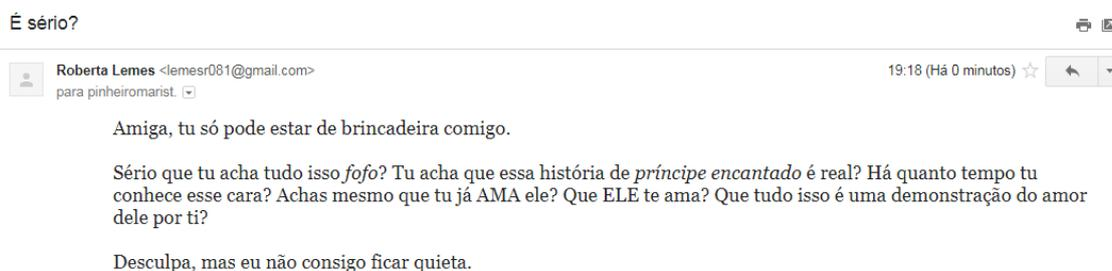 É sério?
Roberta Lemes <lemesr081@gmail.com>
19:18 (Há 0 minutos)
para pinheiromarist.
Amiga, tu só pode estar de brincadeira comigo.
Sério que tu acha tudo isso fofo? Tu acha que essa história de príncipe encantado é real? Há quanto tempo tu
conhece esse cara? Achas mesmo que tu já AMA ele? Que ELE te ama? Que tudo isso é uma demonstração do amor
dele por ti?
Desculpa, mas eu não consigo ficar quieta.